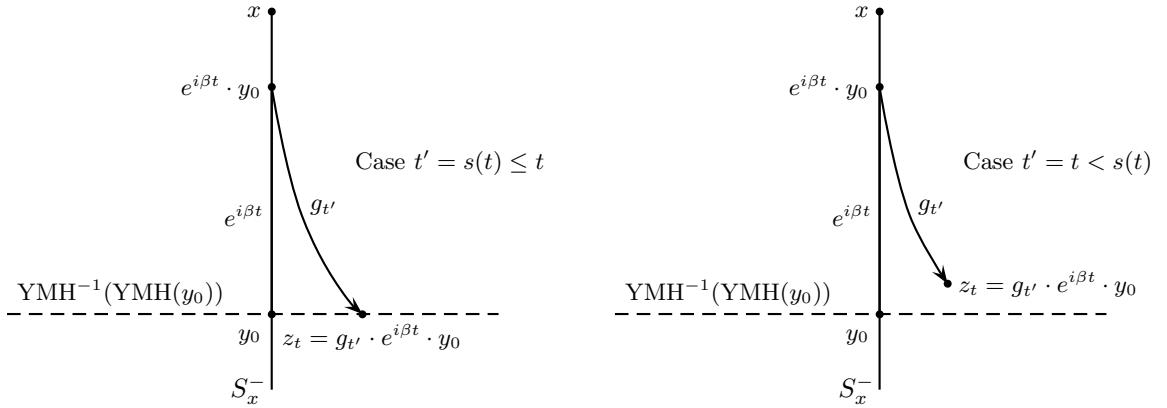 x
e^{iβt} · y_0
Case t′ = s(t) ≤ t
g_{t′}
e^{iβt}
YMH^{−1}(YMH(y_0))
y_0
z_t = g_{t′} · e^{iβt} · y_0
S_x^−
x
e^{iβt} · y_0
Case t′ = t < s(t)
g_{t′}
e^{iβt}
z_t = g_{t′} · e^{iβt} · y_0
YMH^{−1}(YMH(y_0))
y_0
S_x^−